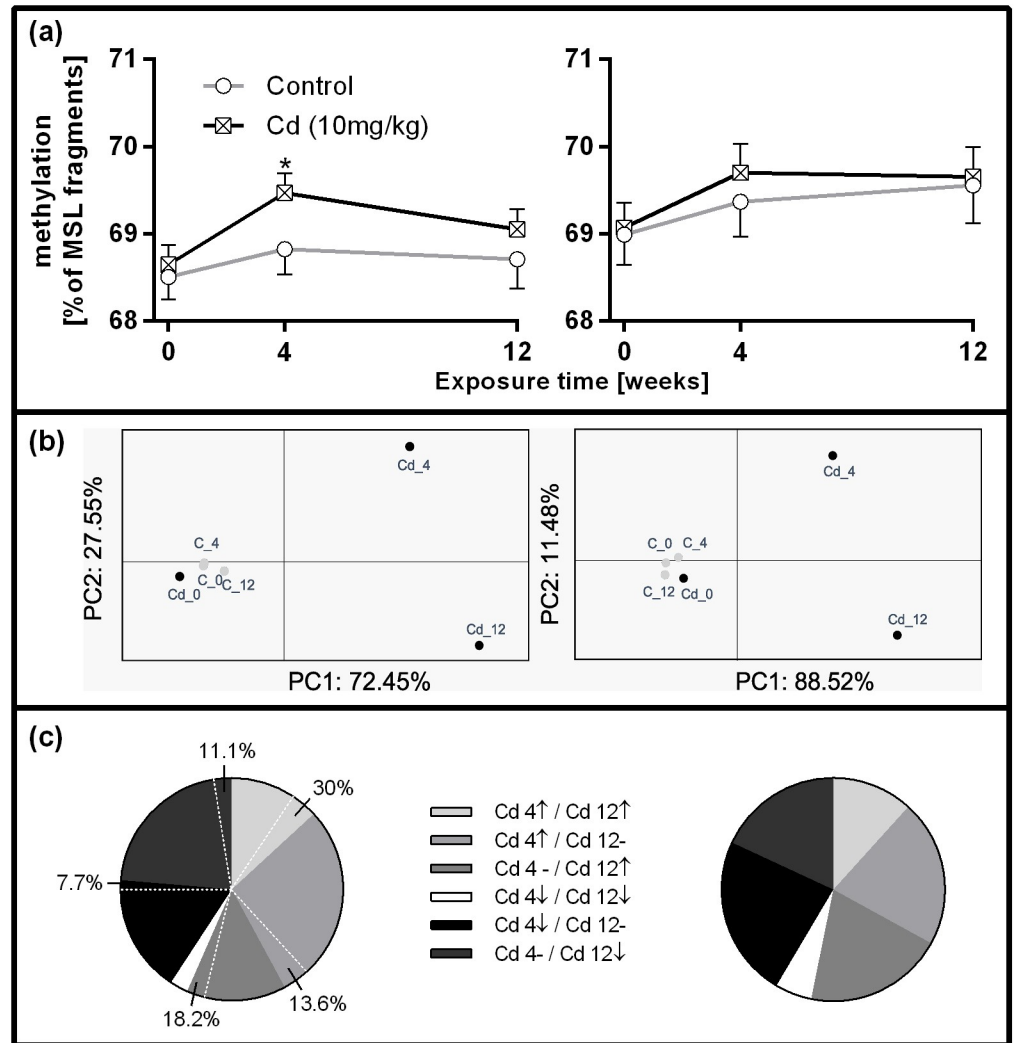 (a)
71
70
69
68
methylation
[% of MSL fragments]
Control
Cd (10mg/kg)
*
0
4
12
71
70
69
68
0
4
12
Exposure time [weeks]
(b)
PC2: 27.55%
Cd_4
C_4
C_0
C_12
Cd_0
Cd_12
PC1: 72.45%
PC2: 11.48%
Cd_4
C_0
C_4
C_12
Cd_0
Cd_12
PC1: 88.52%
(c)
11.1%
30%
7.7%
18.2%
13.6%
Cd 4↑ / Cd 12↑
Cd 4↑ / Cd 12-
Cd 4 - / Cd 12↑
Cd 4↓ / Cd 12↓
Cd 4↓ / Cd 12-
Cd 4- / Cd 12↓